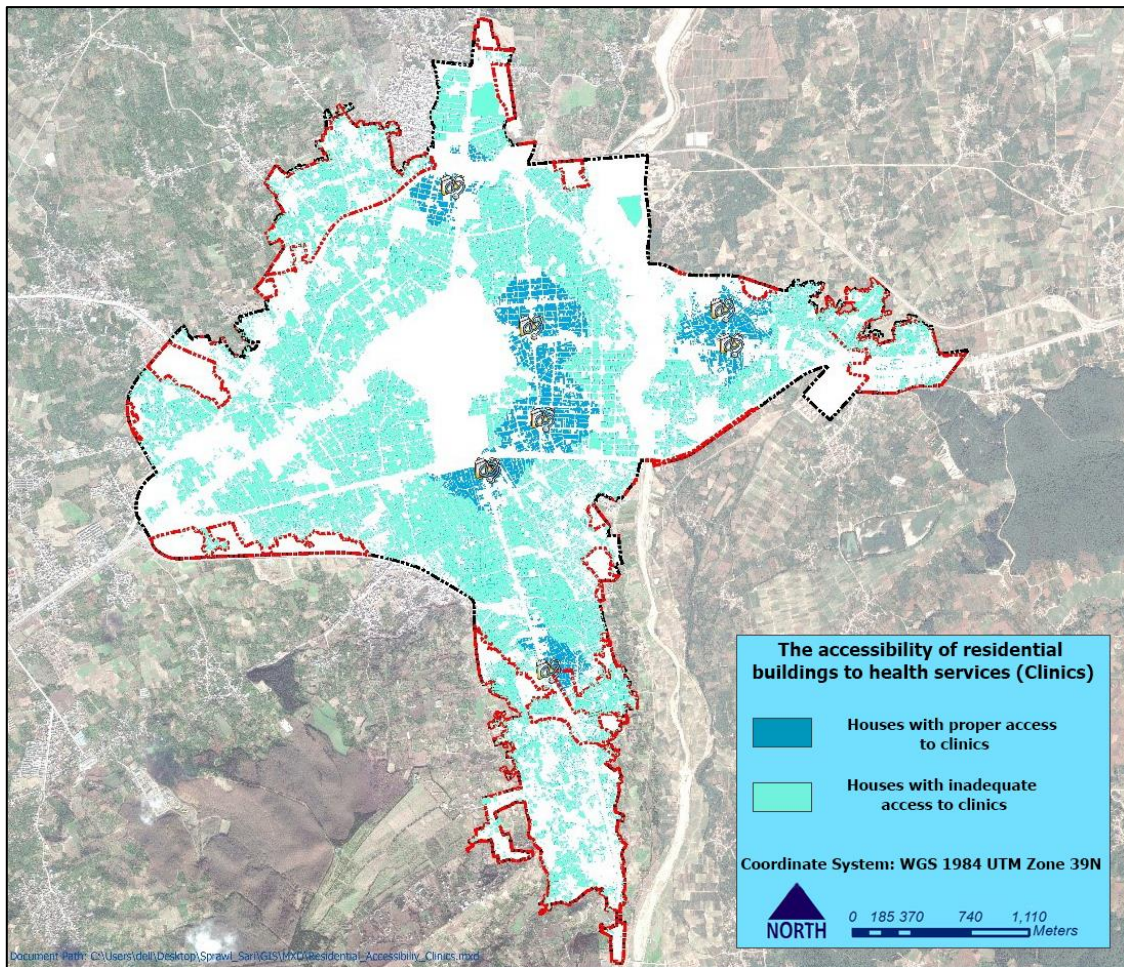 The accessibility of residential
buildings to health services (Clinics)
Houses with proper access
to clinics
Houses with inadequate
access to clinics
Coordinate System: WGS 1984 UTM Zone 39N
NORTH
0 185 370 740 1,110
Meters
Document Path: C:\Users\dell\Desktop\Sprawl_Sari\GIS\MXD\Residential_Accessibiliy_Clinics.mxd